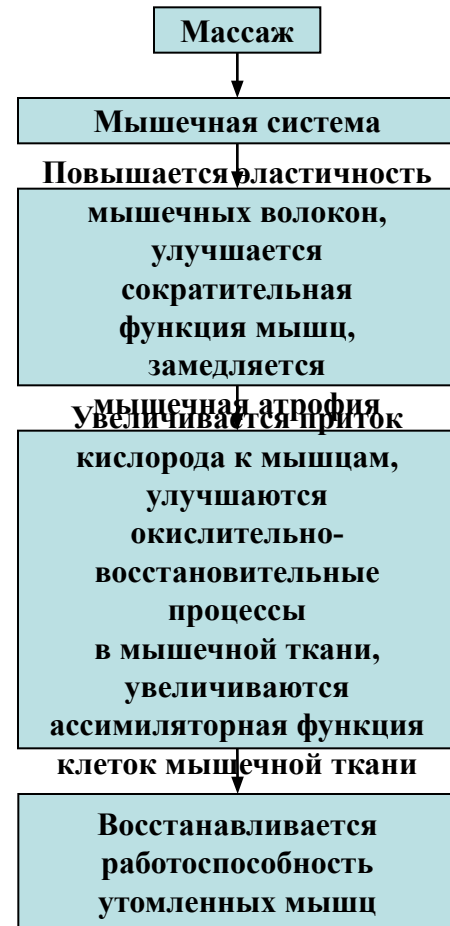 Массаж
Мышечная система
Повышается эластичность
мышечных волокон,
улучшается
сократительная
функция мышц,
замедляется
мышечная атрофия
Увеличивается приток
кислорода к мышцам,
улучшаются
окислительно-
восстановительные
процессы
в мышечной ткани,
увеличиваются
ассимиляторная функция
клеток мышечной ткани
Восстанавливается
работоспособность
утомленных мышц